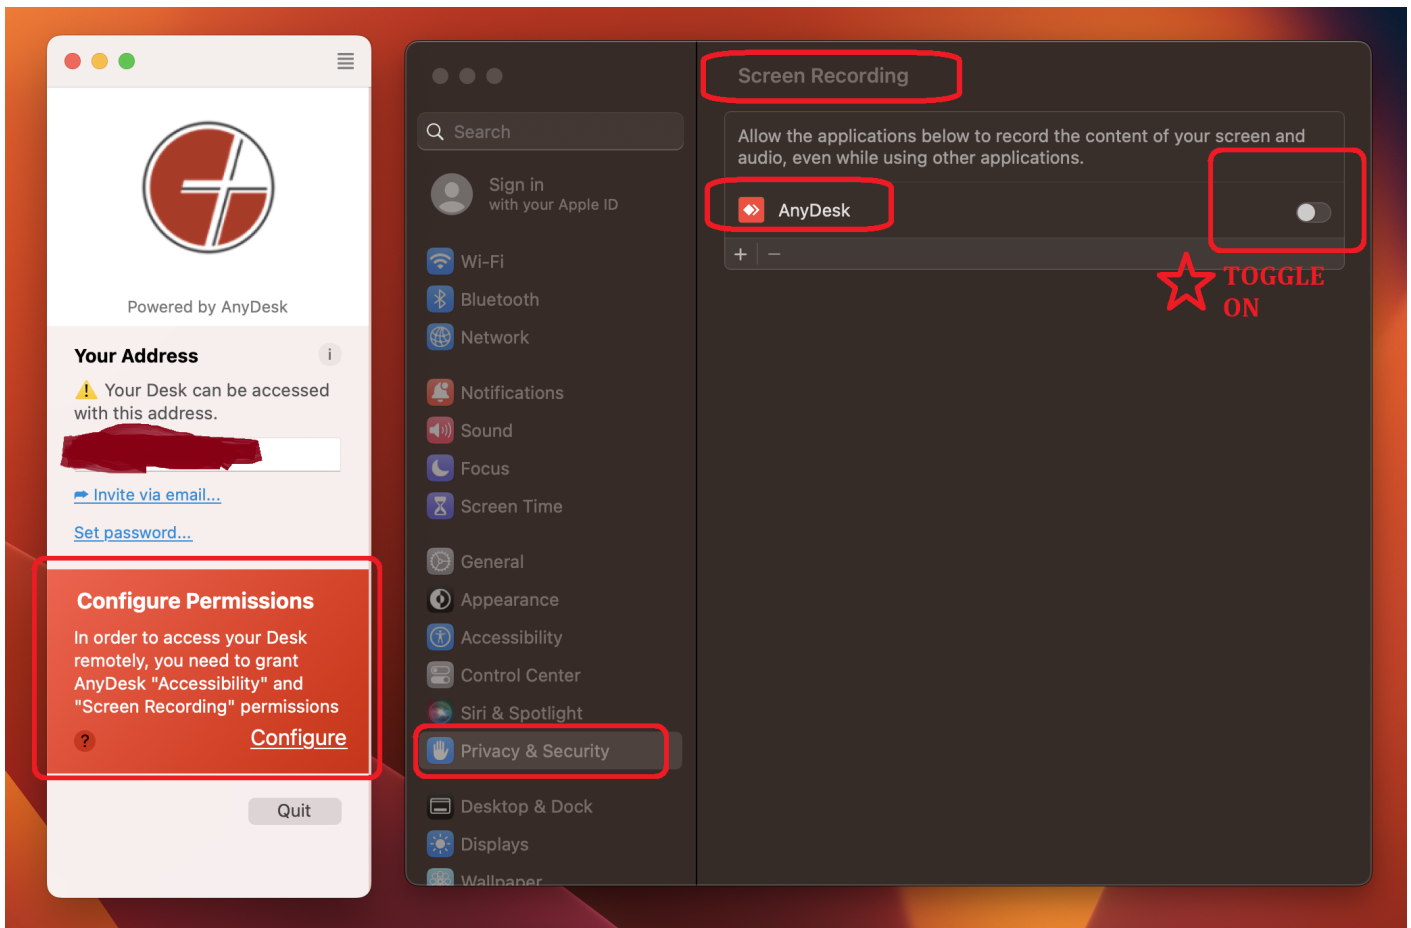 Powered by AnyDesk
Your Address
i
Your Desk can be accessed
with this address.
Invite via email...
Set password...
Configure Permissions
In order to access your Desk
remotely, you need to grant
AnyDesk "Accessibility" and
"Screen Recording" permissions
?
Configure
Quit
Search
Sign in
with your Apple ID
Wi-Fi
Bluetooth
Network
Notifications
Sound
Focus
Screen Time
General
Appearance
Accessibility
Control Center
Siri & Spotlight
Privacy & Security
Desktop & Dock
Displays
Wallpaper
Screen Recording
Allow the applications below to record the content of your screen and
audio, even while using other applications.
AnyDesk
+ −
TOGGLE
ON